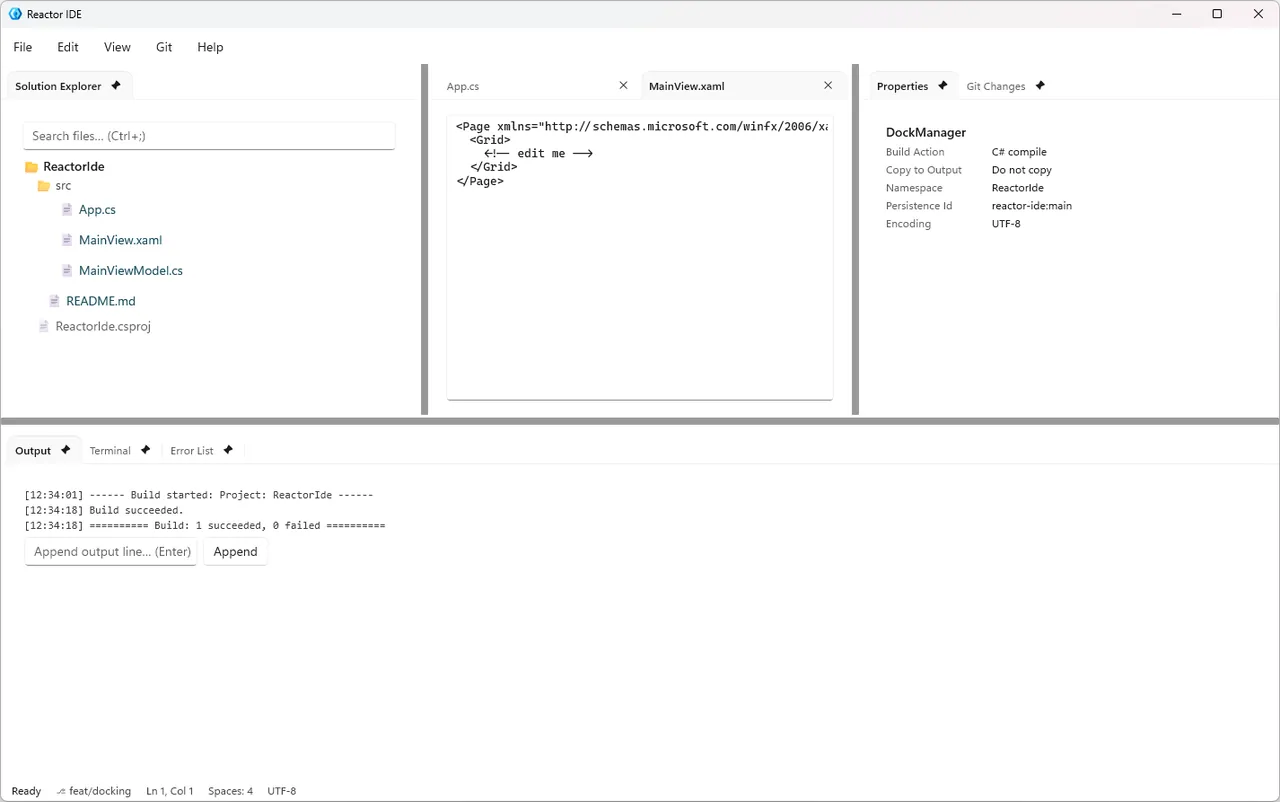 Reactor IDE
File Edit View Git Help
Solution Explorer
Search files... (Ctrl+;)
ReactorIde
src
App.cs
MainView.xaml
MainViewModel.cs
README.md
ReactorIde.csproj
App.cs MainView.xaml
<Page xmlns="http://schemas.microsoft.com/winfx/2006/xa
<Grid>
<!-- edit me -->
</Grid>
</Page>
Properties Git Changes
DockManager
Build Action C# compile
Copy to Output Do not copy
Namespace ReactorIde
Persistence Id reactor-ide:main
Encoding UTF-8
Output Terminal Error List
[12:34:01] ------ Build started: Project: ReactorIde ------
[12:34:18] Build succeeded.
[12:34:18] ========== Build: 1 succeeded, 0 failed ==========
Append output line... (Enter) Append
Ready feat/docking Ln 1, Col 1 Spaces: 4 UTF-8